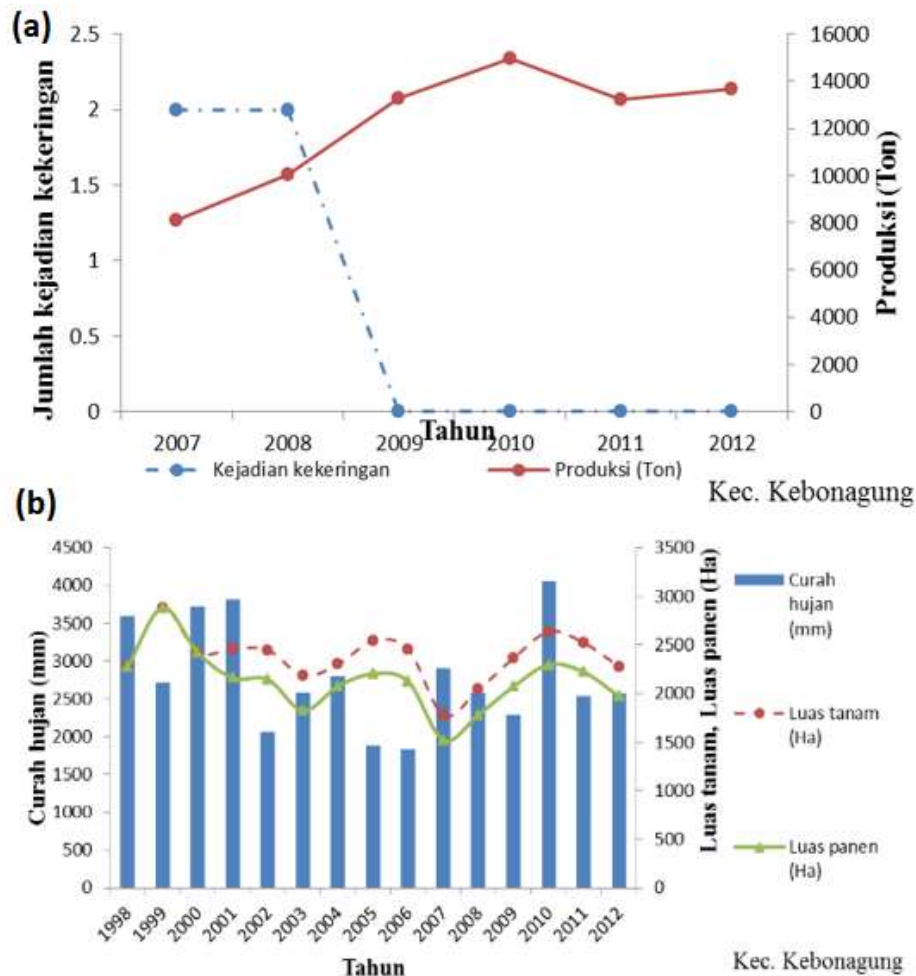 (a)
Jumlah kejadian kekeringan
2.5
2
1.5
1
0.5
0
16000
14000
12000
10000
8000
6000
4000
2000
0
Produksi (Ton)
2007 2008 2009 2010 2011 2012
Tahun
Kejadian kekeringan Produksi (Ton)
Kec. Kebonagung
(b)
Curah hujan (mm)
4500
4000
3500
3000
2500
2000
1500
1000
500
0
3500
3000
2500
2000
1500
1000
500
0
Luas tanam, Luas panen (Ha)
1998 1999 2000 2001 2002 2003 2004 2005 2006 2007 2008 2009 2010 2011 2012
Tahun
Curah
hujan
(mm)
Luas tanam
(Ha)
Luas panen
(Ha)
Kec. Kebonagung